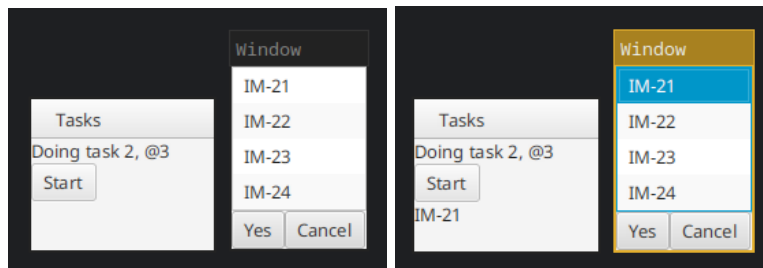 Window
IM-21
IM-22
IM-23
IM-24
Yes Cancel
Tasks
Doing task 2, @3
Start
Window
IM-21
IM-22
IM-23
IM-24
Yes Cancel
Tasks
Doing task 2, @3
Start
IM-21